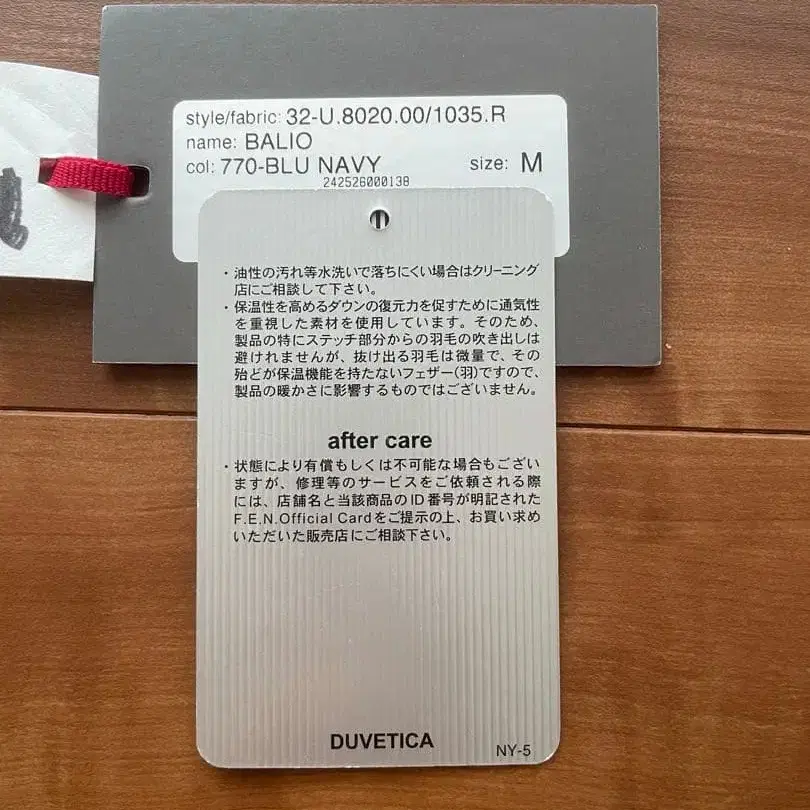 style/fabric: 32-U.8020.00/1035.R
name: BALIO
col: 770-BLU NAVY size: M
242526000138
・油性の汚れ等水洗いで落ちにくい場合はクリーニング
店にご相談して下さい。
・保温性を高めるダウンの復元力を促すために通気性
を重視した素材を使用しています。そのため、
製品の特にステッチ部分からの羽毛の吹き出しは
避けれませんが、抜け出る羽毛は微量で、その
殆どが保温機能を持たないフェザー(羽)ですので、
製品の暖かさに影響するものではございません。
after care
・状態により有償もしくは不可能な場合もござい
ますが、修理等のサービスをご依頼される際
には、店舗名と当該商品のID番号が明記された
F.E.N.Official Cardをご提示の上、お買い求め
いただいた販売店にご相談下さい。
DUVETICA
NY-5